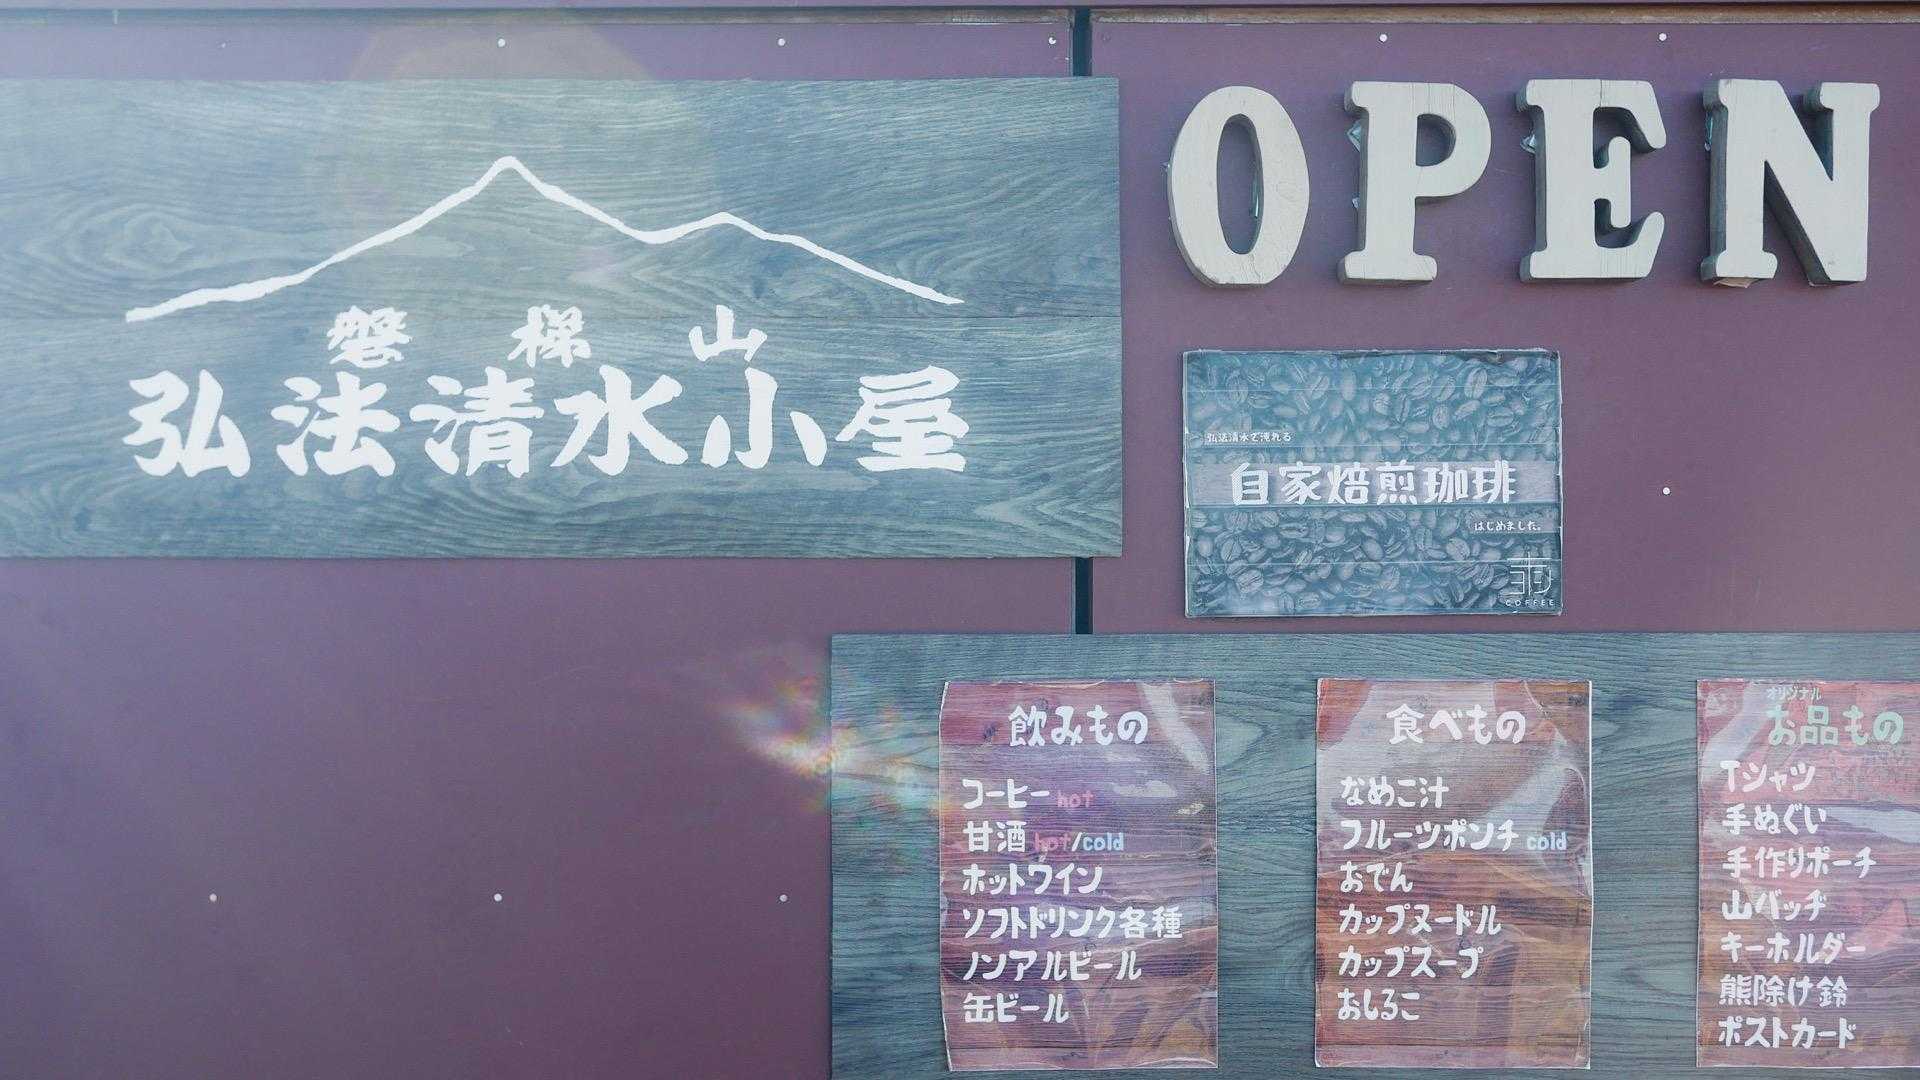 磐梯山
弘法清水小屋
OPEN
弘法清水で淹れる
自家焙煎珈琲
はじめました。
COFFEE
飲みもの
コーヒー hot
甘酒 hot/cold
ホットワイン
ソフトドリンク各種
ノンアルビール
缶ビール
食べもの
なめこ汁
フルーツポンチ cold
おでん
カップヌードル
カップスープ
おしるこ
オリジナル
お品もの
Tシャツ
手ぬぐい
手作りポーチ
山バッヂ
キーホルダー
熊除け鈴
ポストカード